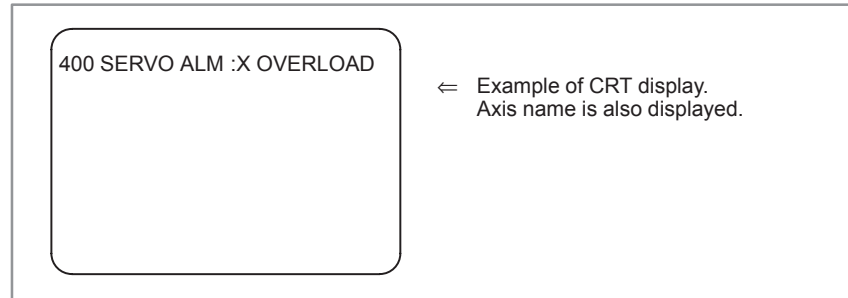 400 SERVO ALM :X OVERLOAD
⇐ Example of CRT display.
Axis name is also displayed.